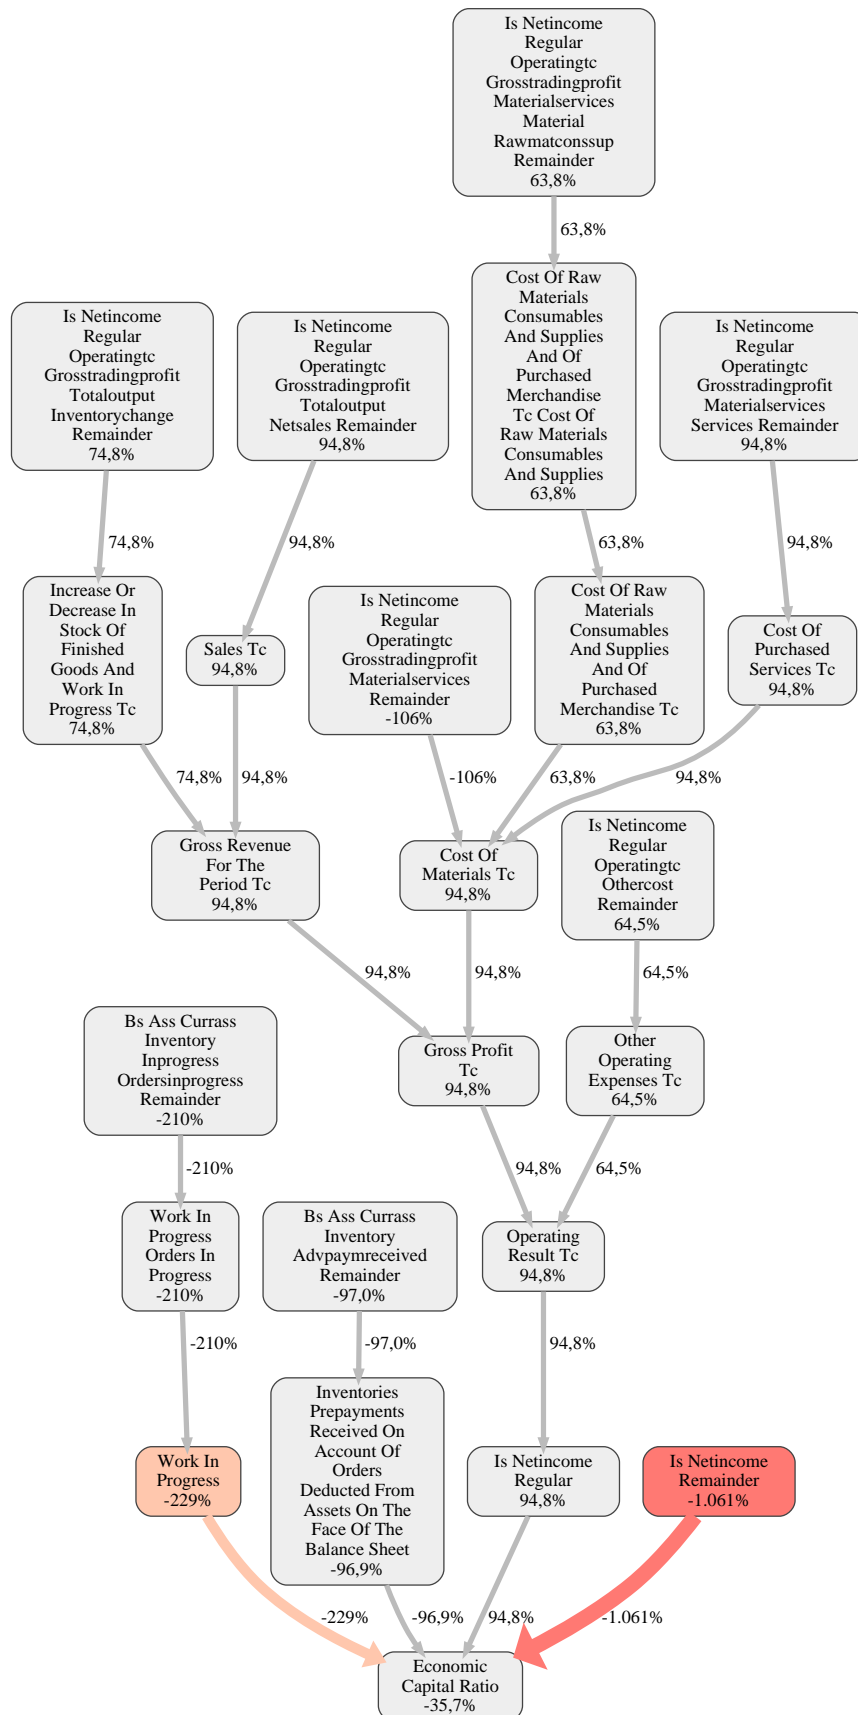 Is Netincome
Regular
Operatingtc
Grosstradingprofit
Materialservices
Material
Rawmatconssup
Remainder
63,8%
63,8%
Is Netincome
Regular
Operatingtc
Grosstradingprofit
Totaloutput
Inventorychange
Remainder
74,8%
Is Netincome
Regular
Operatingtc
Grosstradingprofit
Totaloutput
Netsales Remainder
94,8%
Cost Of Raw
Materials
Consumables
And Supplies
And Of
Purchased
Merchandise
Tc Cost Of
Raw Materials
Consumables
And Supplies
63,8%
Is Netincome
Regular
Operatingtc
Grosstradingprofit
Materialservices
Services Remainder
94,8%
74,8%
94,8%
63,8%
94,8%
Increase Or
Decrease In
Stock Of
Finished
Goods And
Work In
Progress Tc
74,8%
Sales Tc
94,8%
Is Netincome
Regular
Operatingtc
Grosstradingprofit
Materialservices
Remainder
-106%
Cost Of Raw
Materials
Consumables
And Supplies
And Of
Purchased
Merchandise Tc
63,8%
Cost Of
Purchased
Services Tc
94,8%
74,8%
94,8%
-106%
63,8%
94,8%
Gross Revenue
For The
Period Tc
94,8%
Cost Of
Materials Tc
94,8%
Is Netincome
Regular
Operatingtc
Othercost
Remainder
64,5%
94,8%
94,8%
64,5%
Bs Ass Currass
Inventory
Inprogress
Ordersinprogress
Remainder
-210%
Gross Profit
Tc
94,8%
Other
Operating
Expenses Tc
64,5%
-210%
94,8%
64,5%
Work In
Progress
Orders In
Progress
-210%
Bs Ass Currass
Inventory
Advpaymreceived
Remainder
-97,0%
Operating
Result Tc
94,8%
-210%
-97,0%
94,8%
Work In
Progress
-229%
Inventories
Prepayments
Received On
Account Of
Orders
Deducted From
Assets On The
Face Of The
Balance Sheet
-96,9%
Is Netincome
Regular
94,8%
Is Netincome
Remainder
-1.061%
-229%
-96,9%
94,8%
-1.061%
Economic
Capital Ratio
-35,7%